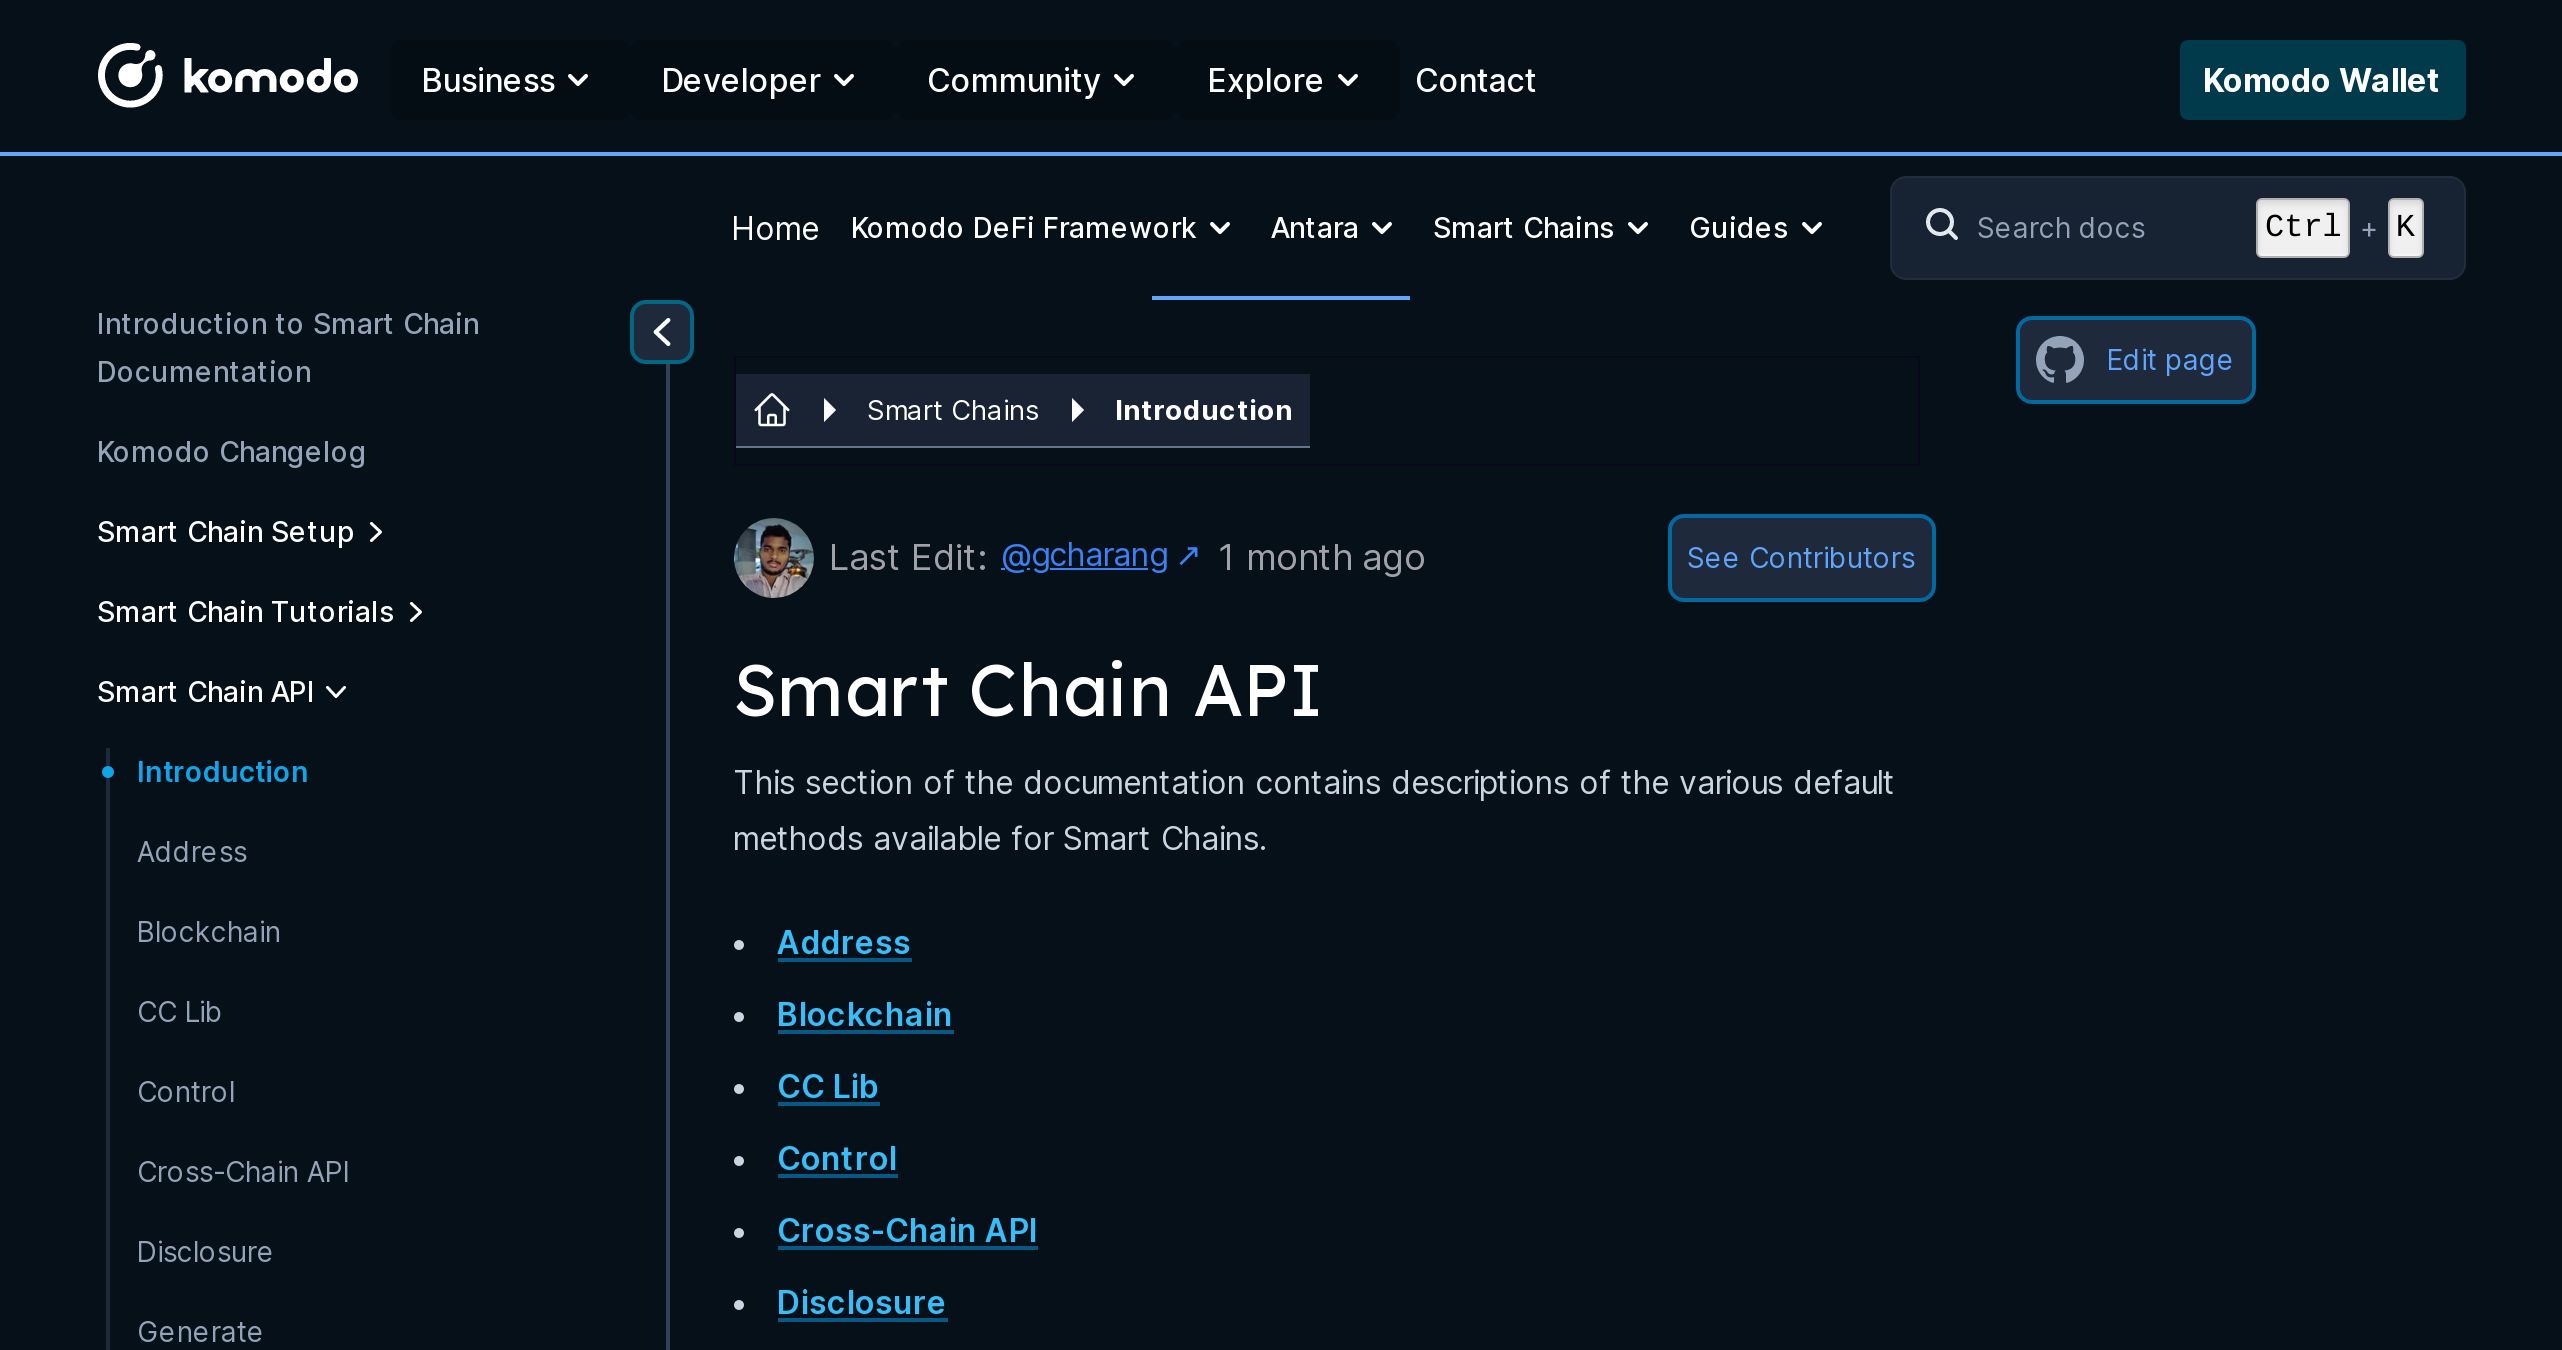 komodo
Business
Developer
Community
Explore
Contact
Komodo Wallet
Home
Komodo DeFi Framework
Antara
Smart Chains
Guides
Search docs
Ctrl + K
Introduction to Smart Chain
Documentation
Komodo Changelog
Smart Chain Setup
Smart Chain Tutorials
Smart Chain API
Introduction
Address
Blockchain
CC Lib
Control
Cross-Chain API
Disclosure
Generate
Smart Chains
Introduction
Edit page
Last Edit: @gcharang ↗ 1 month ago
See Contributors
Smart Chain API
This section of the documentation contains descriptions of the various default
methods available for Smart Chains.
• Address
• Blockchain
• CC Lib
• Control
• Cross-Chain API
• Disclosure